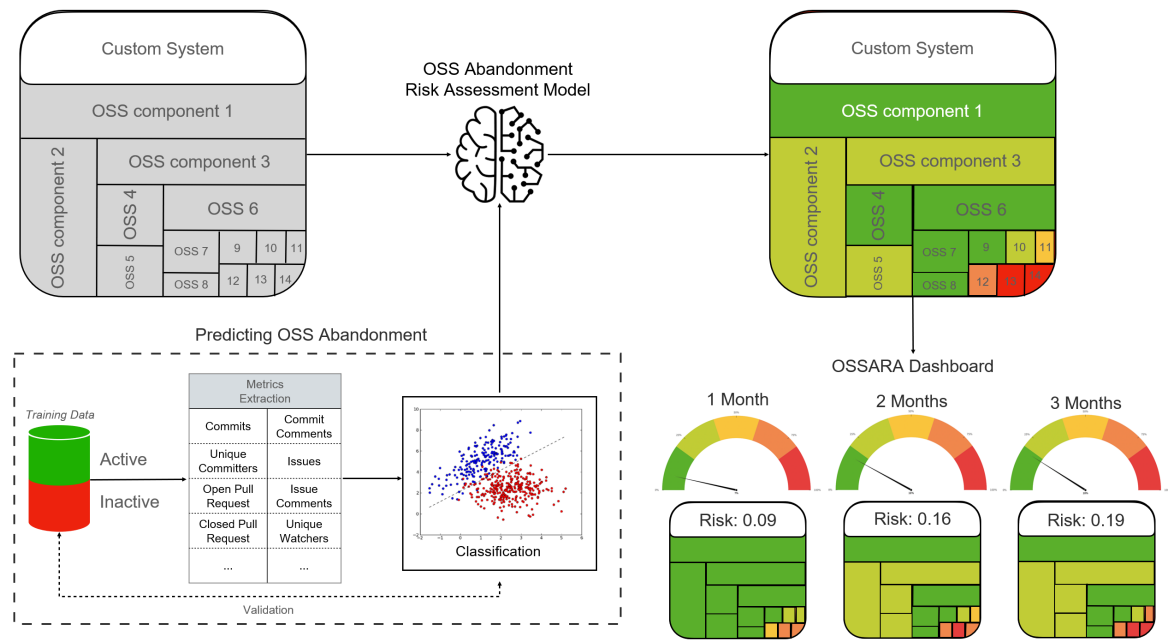 Custom System
OSS component 1
OSS component 2
OSS component 3
OSS 4
OSS 5
OSS 6
OSS 7
OSS 8
9
10
11
12
13
14
OSS Abandonment
Risk Assessment Model
Custom System
OSS component 1
OSS component 2
OSS component 3
OSS 4
OSS 5
OSS 6
OSS 7
OSS 8
9
10
11
12
Predicting OSS Abandonment
Training Data
Active
Inactive
Metrics
Extraction
Commits
Commit
Comments
Unique
Committers
Issues
Open Pull
Request
Issue
Comments
Closed Pull
Request
Unique
Watchers
...
...
Classification
Validation
OSSARA Dashboard
1 Month
2 Months
3 Months
Risk: 0.09
Risk: 0.16
Risk: 0.19